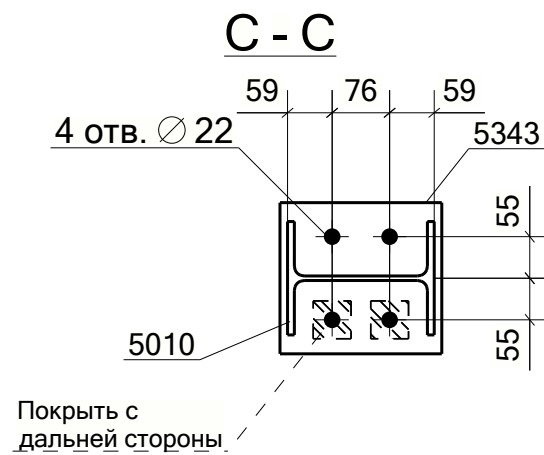 С - С
59 76 59
4 отв. ∅ 22
5343
55
55
5010
Покрыть с
дальней стороны